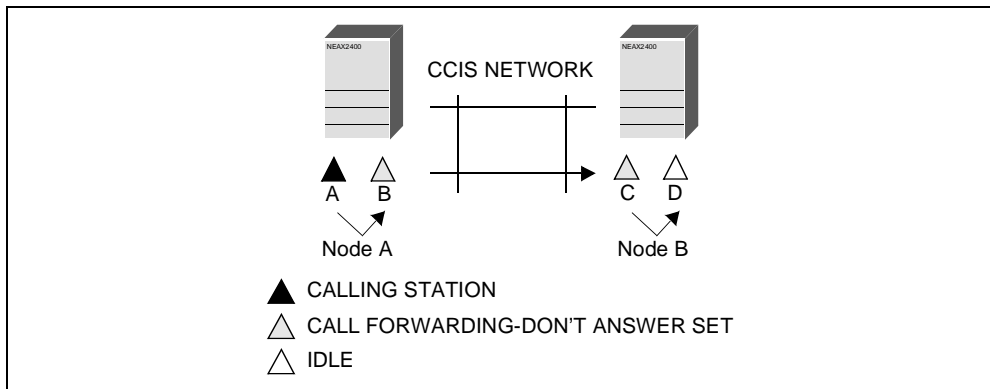 NEAX2400
NEAX2400
CCIS NETWORK
A B
C D
Node A
Node B
CALLING STATION
CALL FORWARDING-DON'T ANSWER SET
IDLE